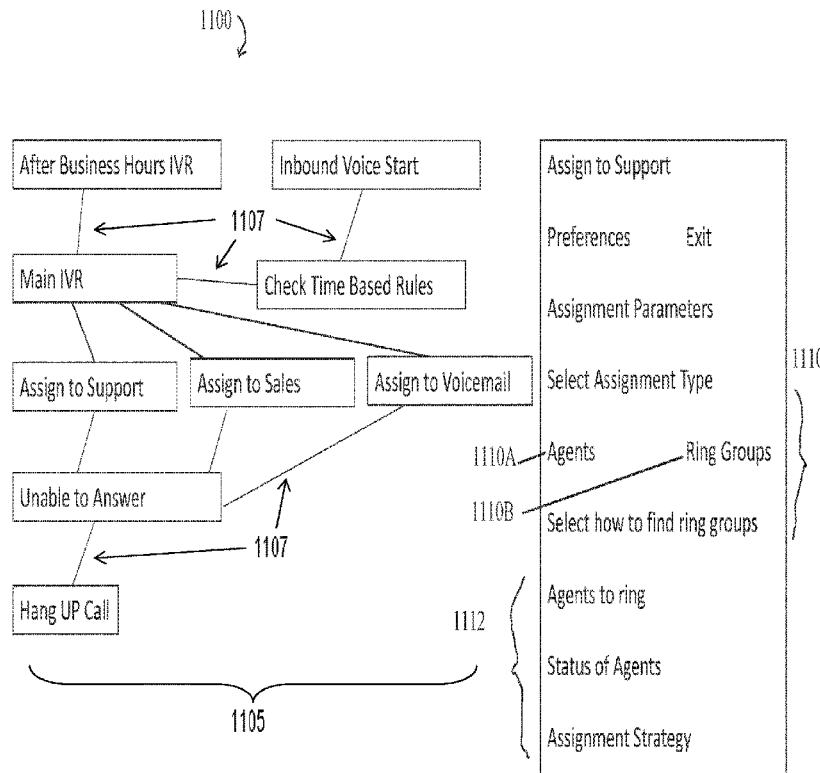 1100
After Business Hours IVR
Inbound Voice Start
1107
Main IVR
Check Time Based Rules
Assign to Support
Assign to Sales
Assign to Voicemail
Unable to Answer
1107
Hang UP Call
1105
Assign to Support
Preferences Exit
Assignment Parameters
Select Assignment Type
1110
1110A
Agents Ring Groups
1110B
Select how to find ring groups
1112
Agents to ring
Status of Agents
Assignment Strategy